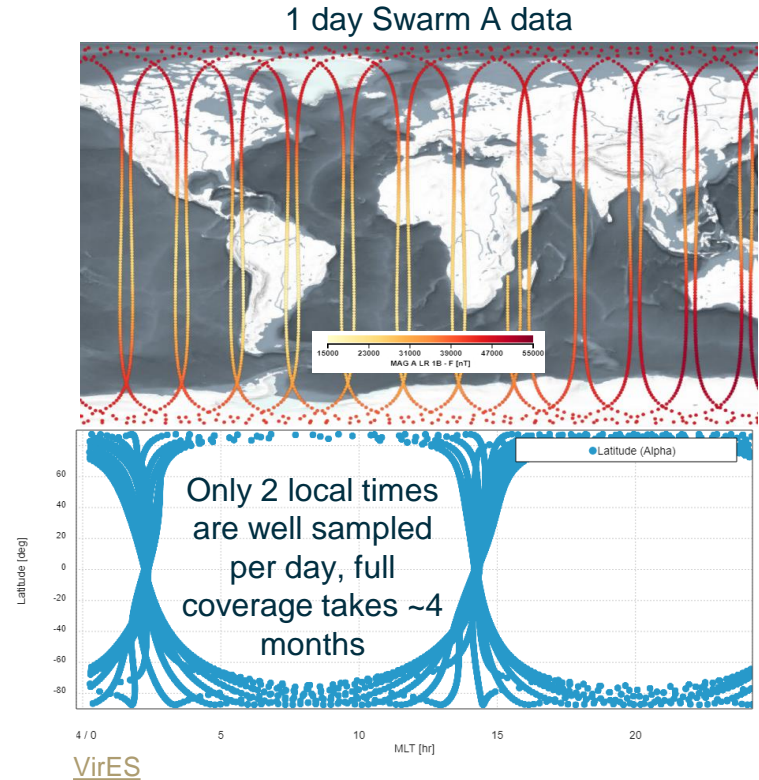 1 day Swarm A data
15000 23000 31000 39000 47000 55000
MAG A LR 1B - F [nT]
Latitude (Alpha)
Latitude [deg]
60
40
20
0
-20
-40
-60
-80
Only 2 local times
are well sampled
per day, full
coverage takes ~4
months
4 / 0 5 10 15 20
MLT [hr]
VirES